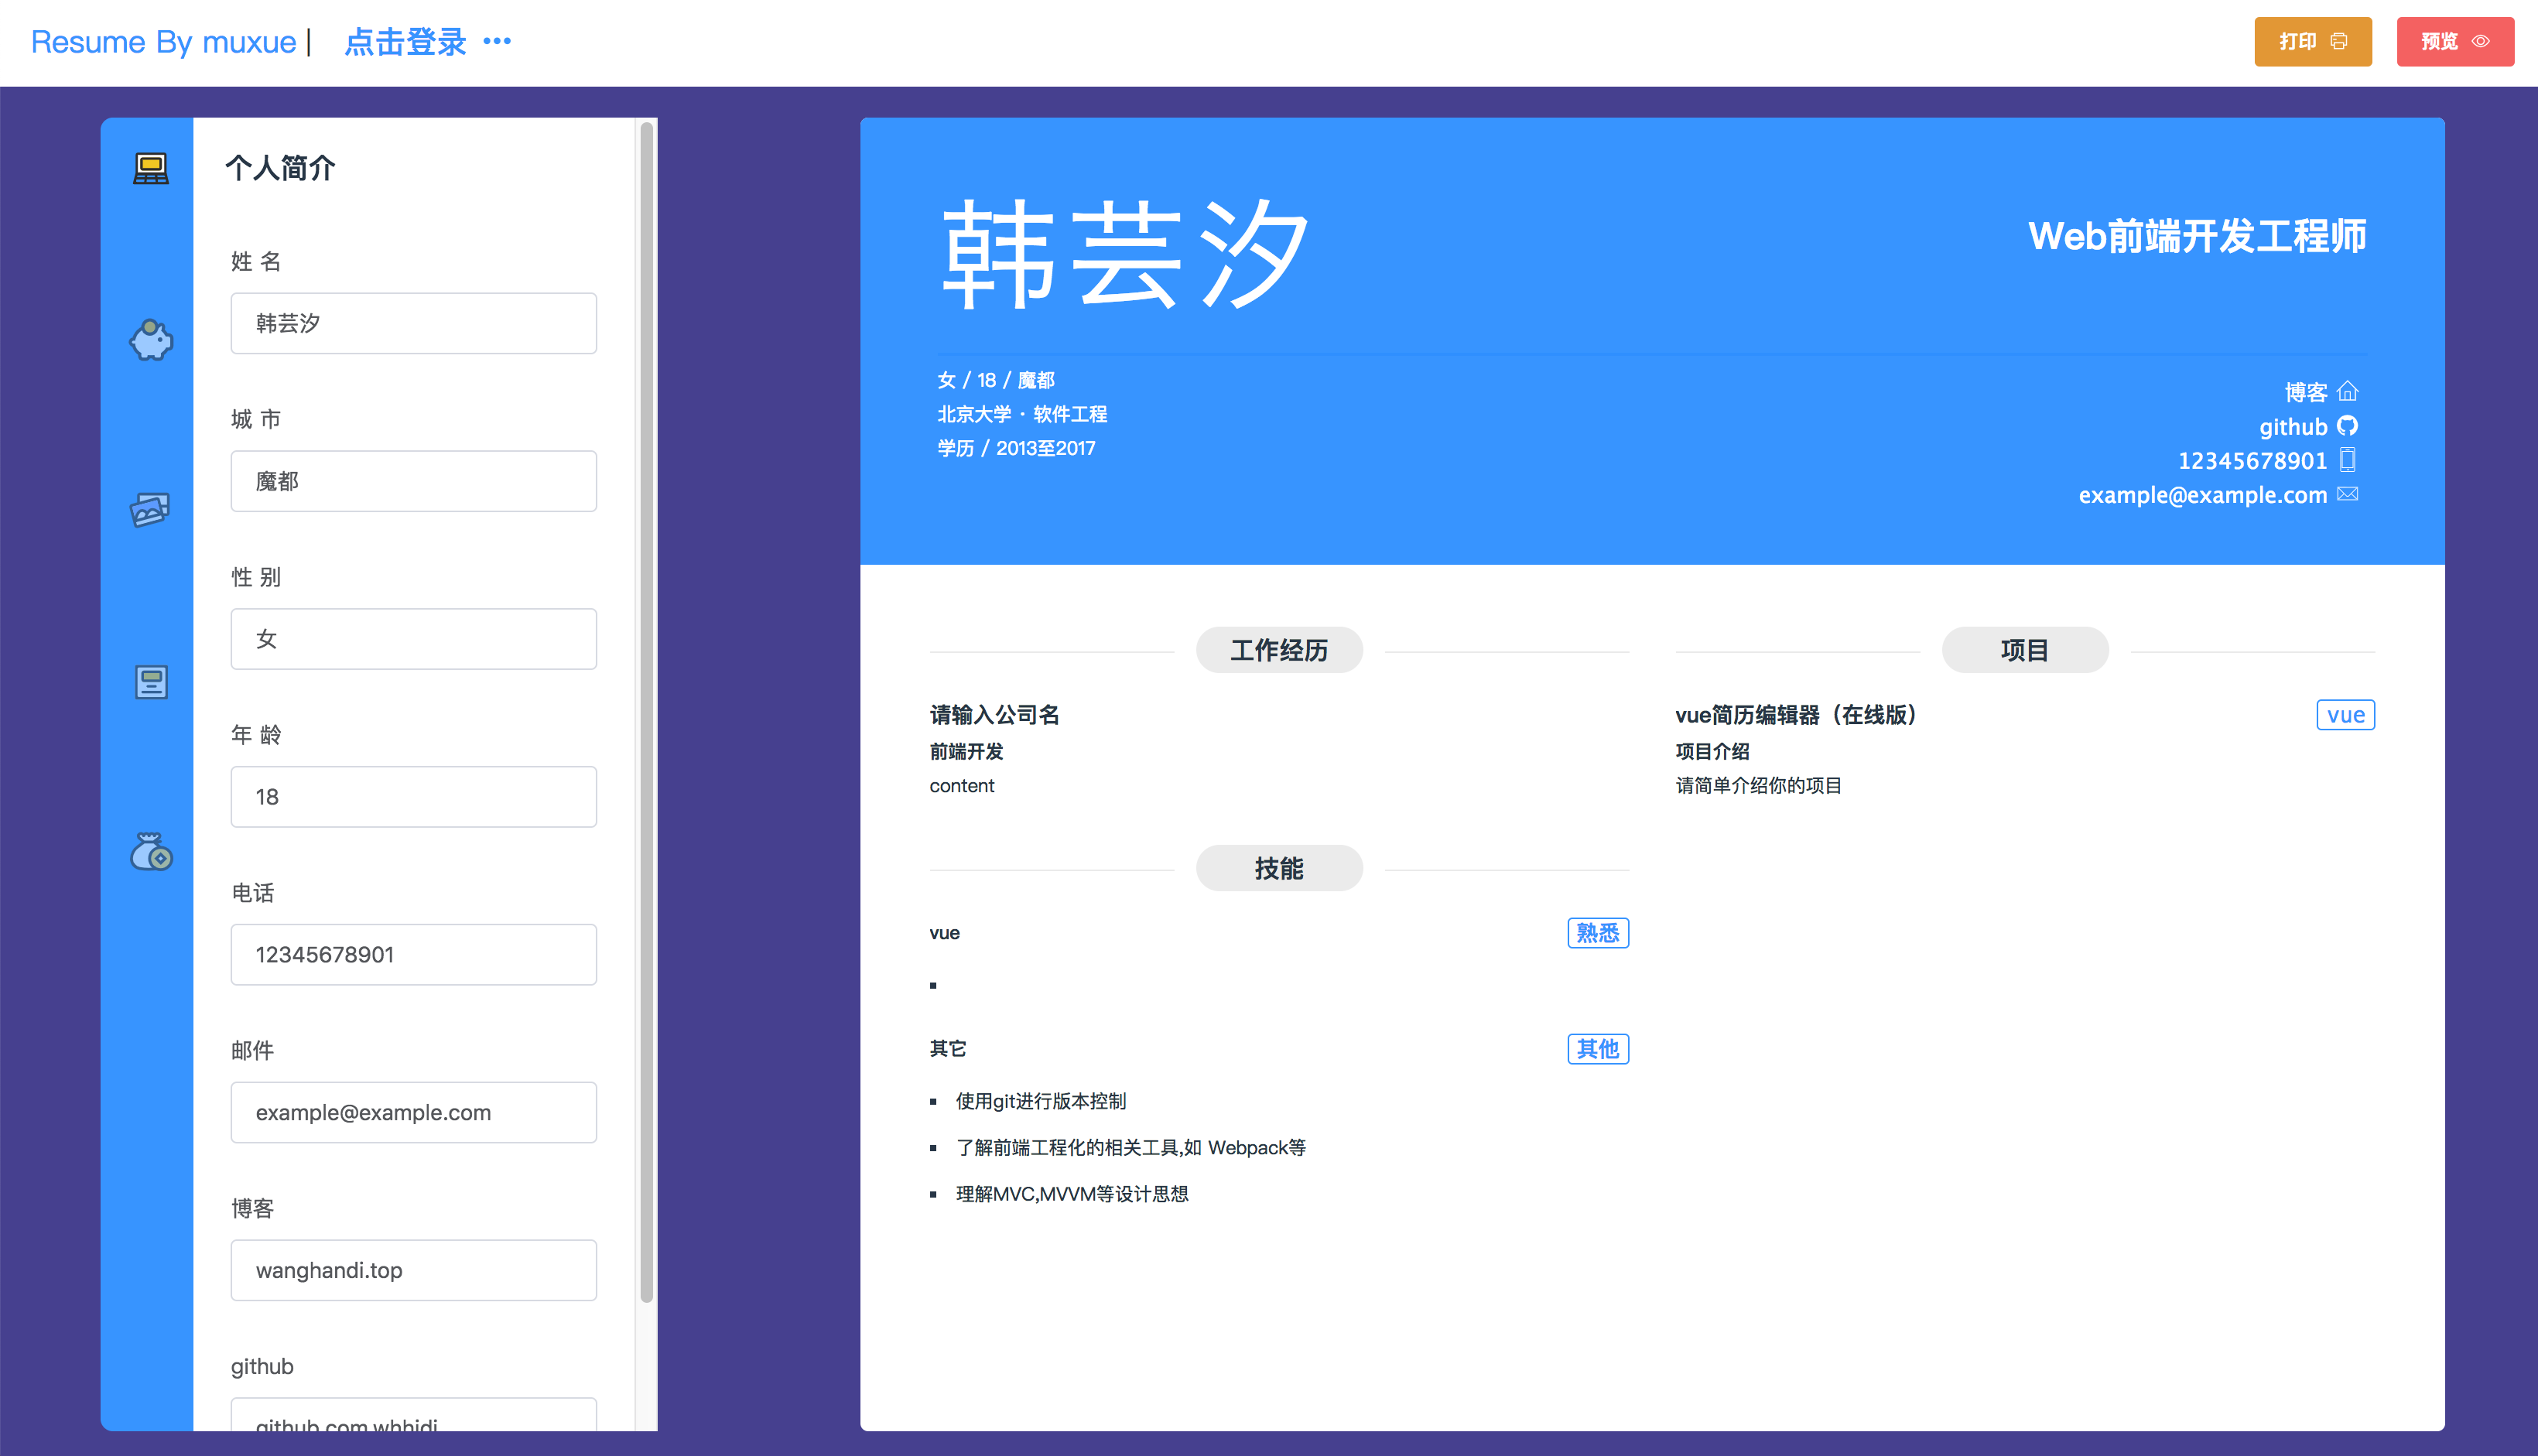 Resume By muxue |
点击登录 •••
打印
预览
个人简介
姓 名
韩芸汐
城 市
魔都
性 别
女
年 龄
18
电话
12345678901
邮件
example@example.com
博客
wanghandi.top
github
github.com.whhidi
韩芸汐
Web前端开发工程师
女 / 18 / 魔都
北京大学 · 软件工程
学历 / 2013至2017
博客
github
12345678901
example@example.com
工作经历
请输入公司名
前端开发
content
技能
vue
熟悉
其它
其他
使用git进行版本控制
了解前端工程化的相关工具,如 Webpack等
理解MVC,MVVM等设计思想
项目
vue简历编辑器（在线版）
vue
项目介绍
请简单介绍你的项目